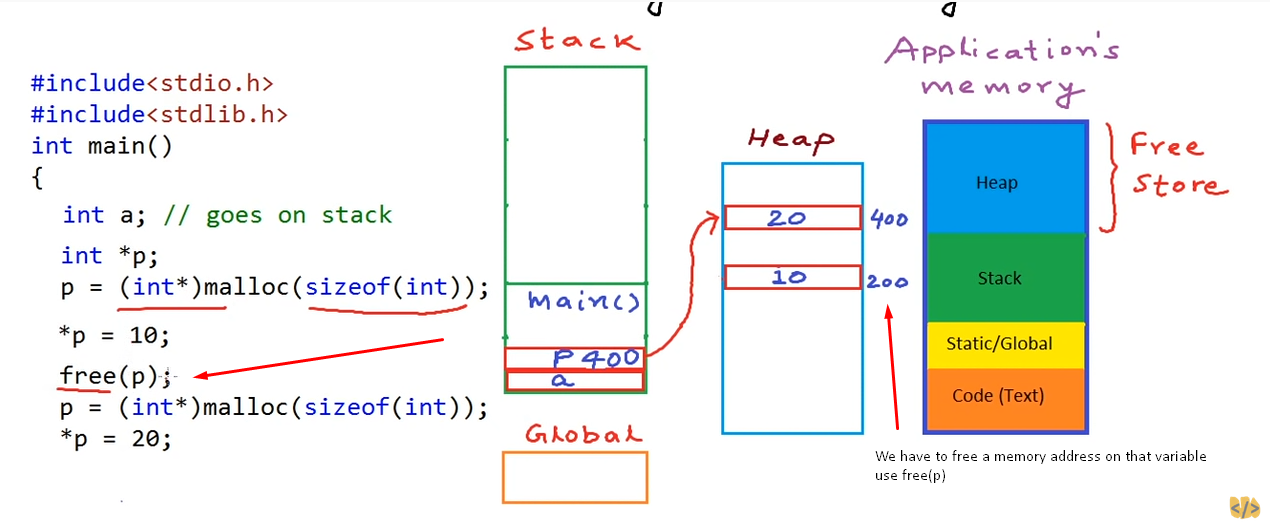 #include<stdio.h>
#include<stdlib.h>
int main()
{
int a; // goes on stack
int *p;
p = (int*)malloc(sizeof(int));
*p = 10;
free(p);
p = (int*)malloc(sizeof(int));
*p = 20;
Stack
main()
P 400
a
Global
Heap
20 400
10 200
Application's
memory
Heap
Stack
Static/Global
Code (Text)
Free
Store
We have to free a memory address on that variable
use free(p)
</>